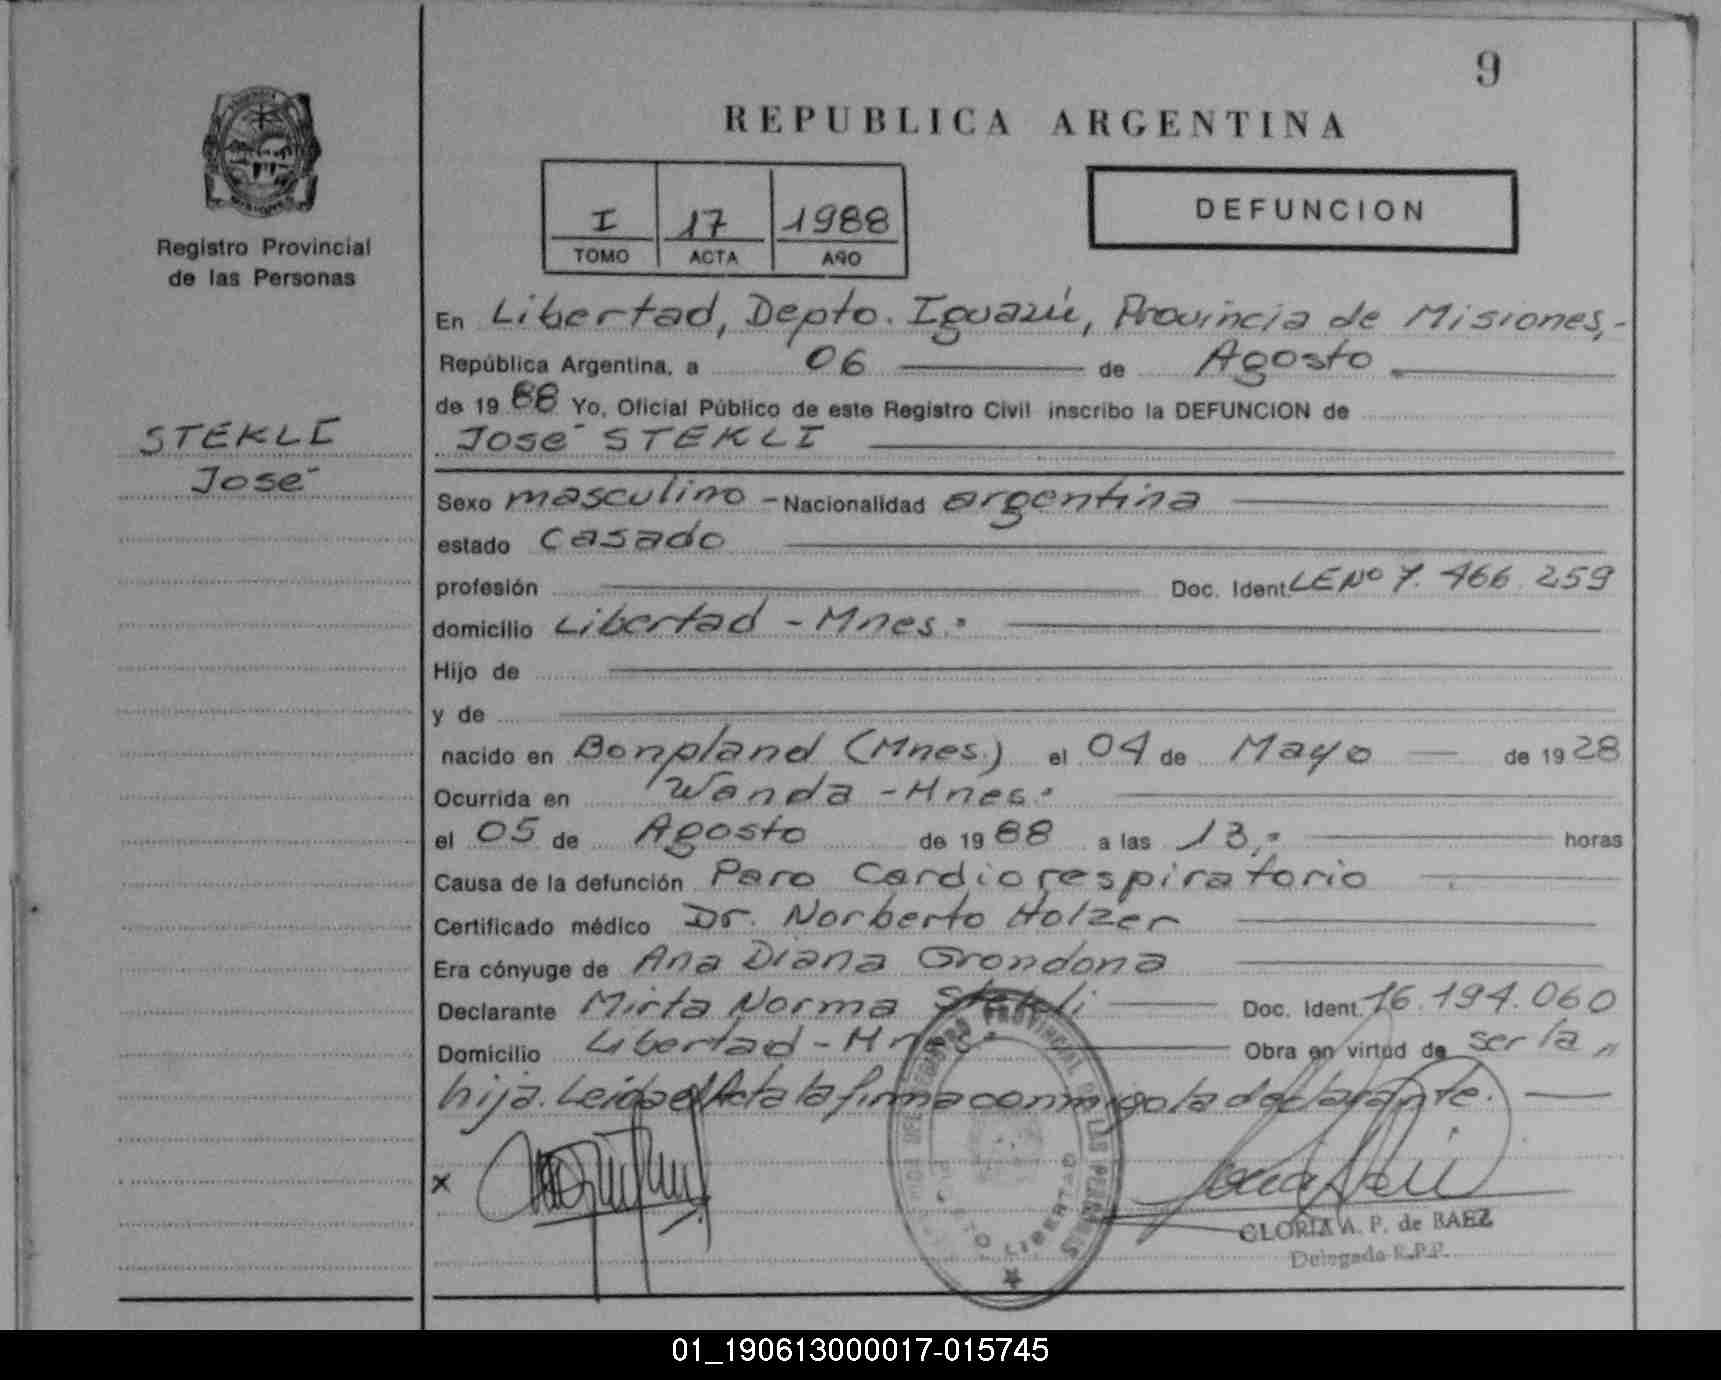 9
REPUBLICA ARGENTINA
I 17 1988
TOMO ACTA AÑO
DEFUNCION
Registro Provincial
de las Personas
STEKLI
José
En Libertad, Depto. Iguazú, Provincia de Misiones,-
República Argentina, a 06 de Agosto
de 1988 Yo, Oficial Público de este Registro Civil inscribo la DEFUNCION de
José STEKLI
Sexo masculino - Nacionalidad argentina
estado casado
profesión Doc. Ident. LE Nº 7.466.259
domicilio Libertad - Mnes.
Hijo de
y de
nacido en Bonpland (Mnes.) el 04 de Mayo de 1928
Ocurrida en Wanda - Mnes.
el 05 de Agosto de 1988 a las 13,- horas
Causa de la defunción Paro Cardiorespiratorio
Certificado médico Dr. Norberto Holzer
Era cónyuge de Ana Diana Grondona
Declarante Mirta Norma Stekli Doc. Ident. 16.194.060
Domicilio Libertad - Mnes. Obra en virtud de ser la
hija. Leida el Acta la firma conmigo la declarante.
x
REGISTRO PROVINCIAL DE LAS PERSONAS
LIBERTAD
GLORIA A. P. de BAEZ
Delegada R.P.P.
01_190613000017-015745